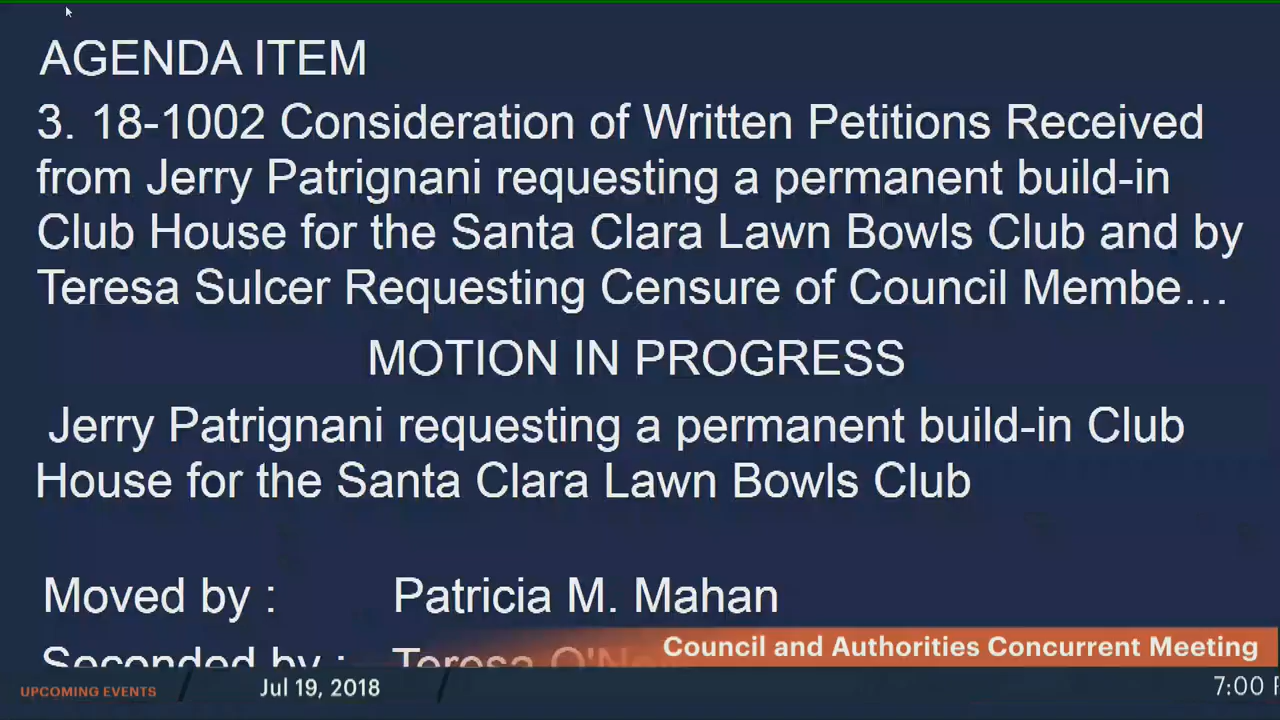 AGENDA ITEM
3. 18-1002 Consideration of Written Petitions Received
from Jerry Patrignani requesting a permanent build-in
Club House for the Santa Clara Lawn Bowls Club and by
Teresa Sulcer Requesting Censure of Council Membe…
MOTION IN PROGRESS
Jerry Patrignani requesting a permanent build-in Club
House for the Santa Clara Lawn Bowls Club
Moved by : Patricia M. Mahan
Seconded by : Teresa
Council and Authorities Concurrent Meeting
UPCOMING EVENTS Jul 19, 2018 7:00